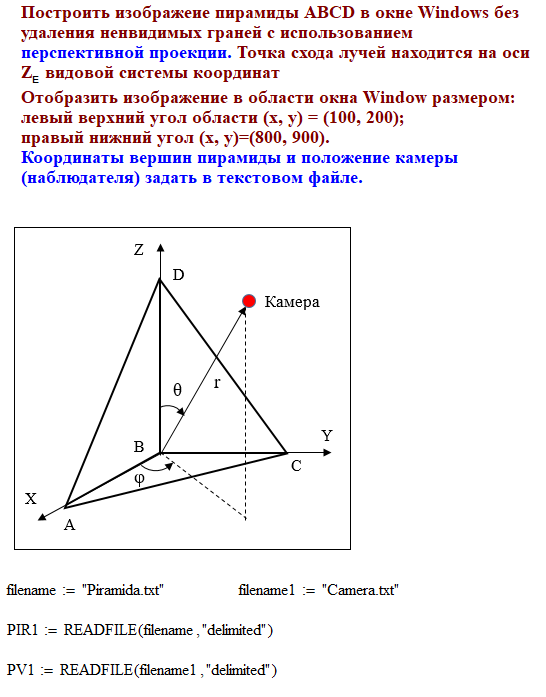 Построить изображене пирамиды ABCD в окне Windows без
удаления ненвидимых граней с использованием
перспективной проекции. Точка схода лучей находится на оси
ZE видовой системы координат
Отобразить изображение в области окна Window размером:
левый верхний угол области (x, y) = (100, 200);
правый нижний угол (x, y)=(800, 900).
Координаты вершин пирамиды и положение камеры
(наблюдателя) задать в текстовом файле.
Z
D
Камера
θ
r
B
Y
C
φ
X
A
filename := "Piramida.txt"
filename1 := "Camera.txt"
PIR1 := READFILE(filename ,"delimited")
PV1 := READFILE(filename1 ,"delimited")